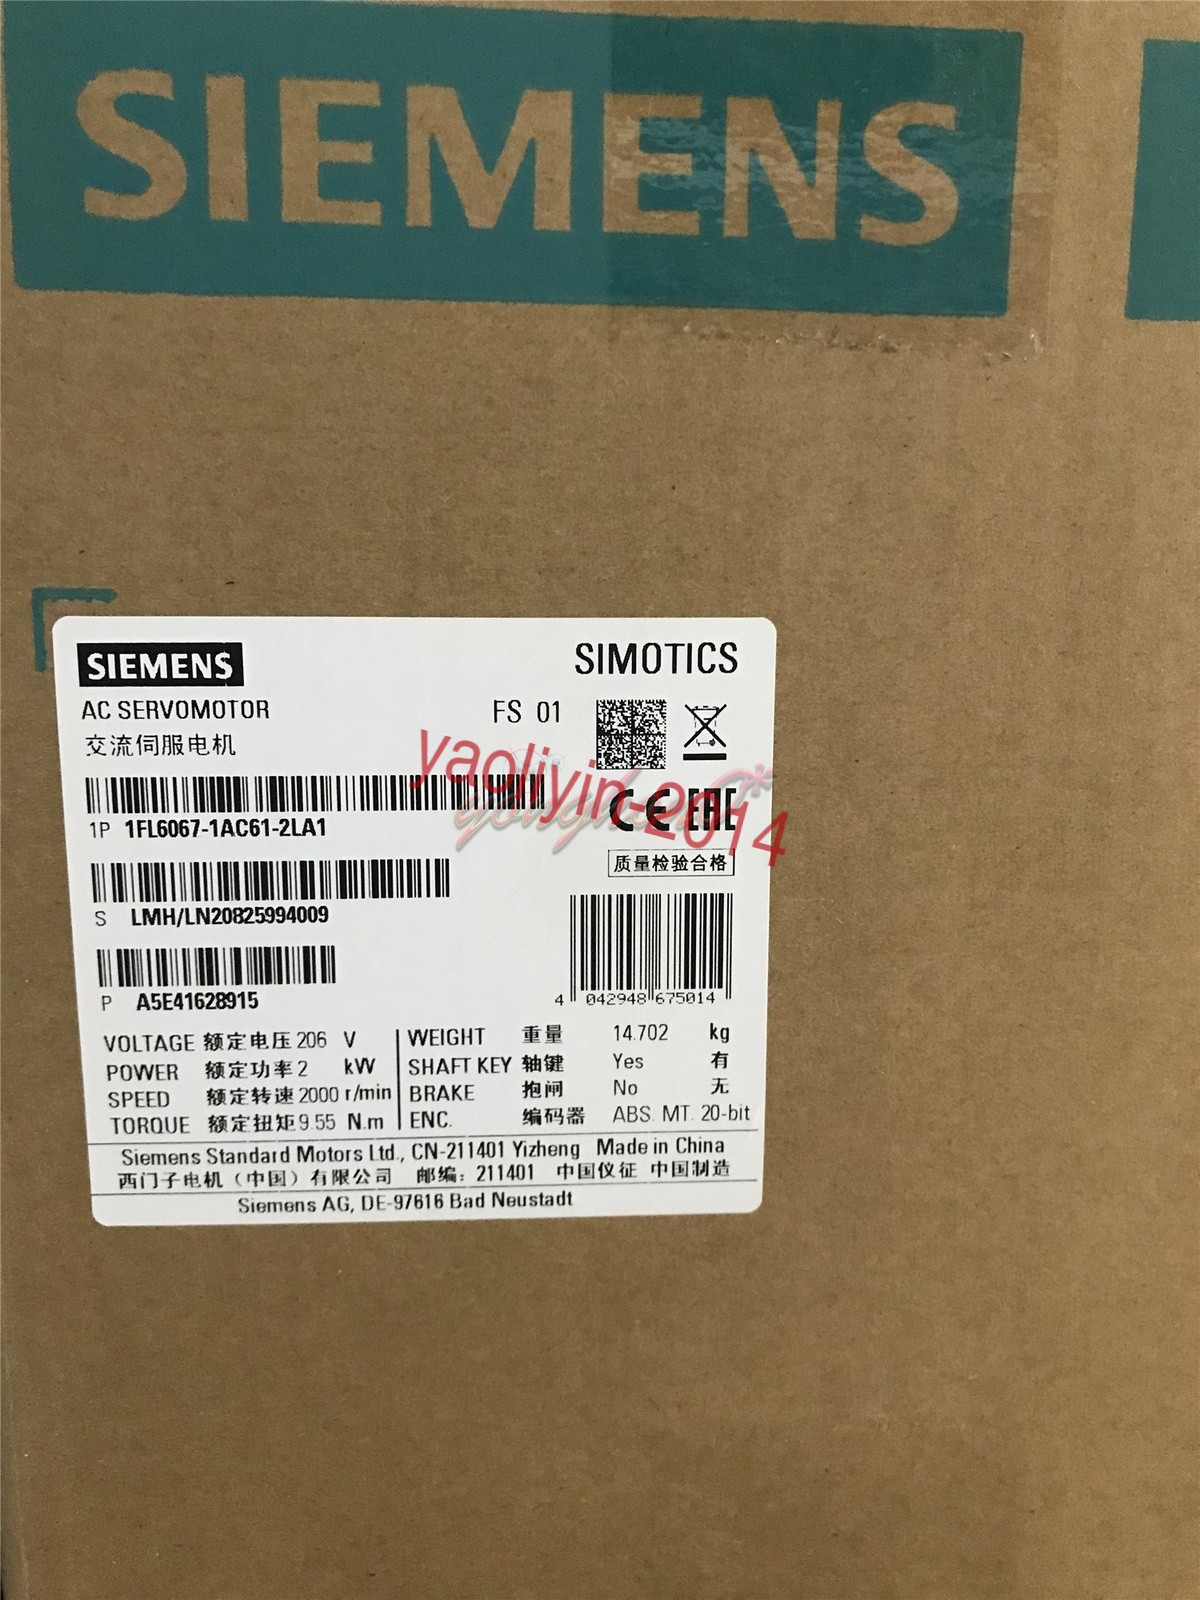 SIEMENS
SIEMENS
SIMOTICS
AC SERVOMOTOR
FS 01
交流伺服电机
yaoliyin-2014
1P 1FL6067-1AC61-2LA1
CE EAC
质量检验合格
S LMH/LN20825994009
P A5E41628915
4 042948 675014
VOLTAGE 额定电压 206 V
POWER 额定功率 2 kW
SPEED 额定转速 2000 r/min
TORQUE 额定扭矩 9.55 N.m
WEIGHT 重量 14.702 kg
SHAFT KEY 轴键 Yes 有
BRAKE 抱闸 No 无
ENC. 编码器 ABS. MT. 20-bit
Siemens Standard Motors Ltd., CN-211401 Yizheng Made in China
西门子电机（中国）有限公司 邮编：211401 中国仪征 中国制造
Siemens AG, DE-97616 Bad Neustadt